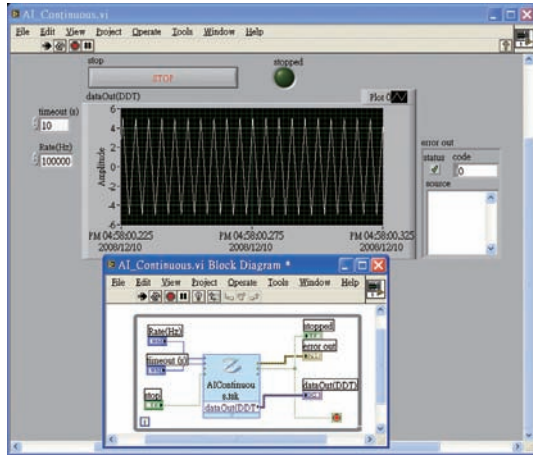 AI_Continuous.vi
File Edit View Project Operate Tools Window Help
stop
stopped
STOP
dataOut(DDT)
Plot 0
timeout (s)
10
Rate(Hz)
100000
Amplitude
6
4
2
0
-2
-4
-6
PM 04:58:00.225
2008/12/10
PM 04:58:00.275
2008/12/10
PM 04:58:00.325
2008/12/10
error out
status code
0
source
AI_Continuous.vi Block Diagram *
File Edit View Project Operate Tools Window Help
Rate(Hz)
timeout (s)
stop
AIContinuou
s.tsk
dataOut(DDT
stopped
error out
dataOut(DDT)
i